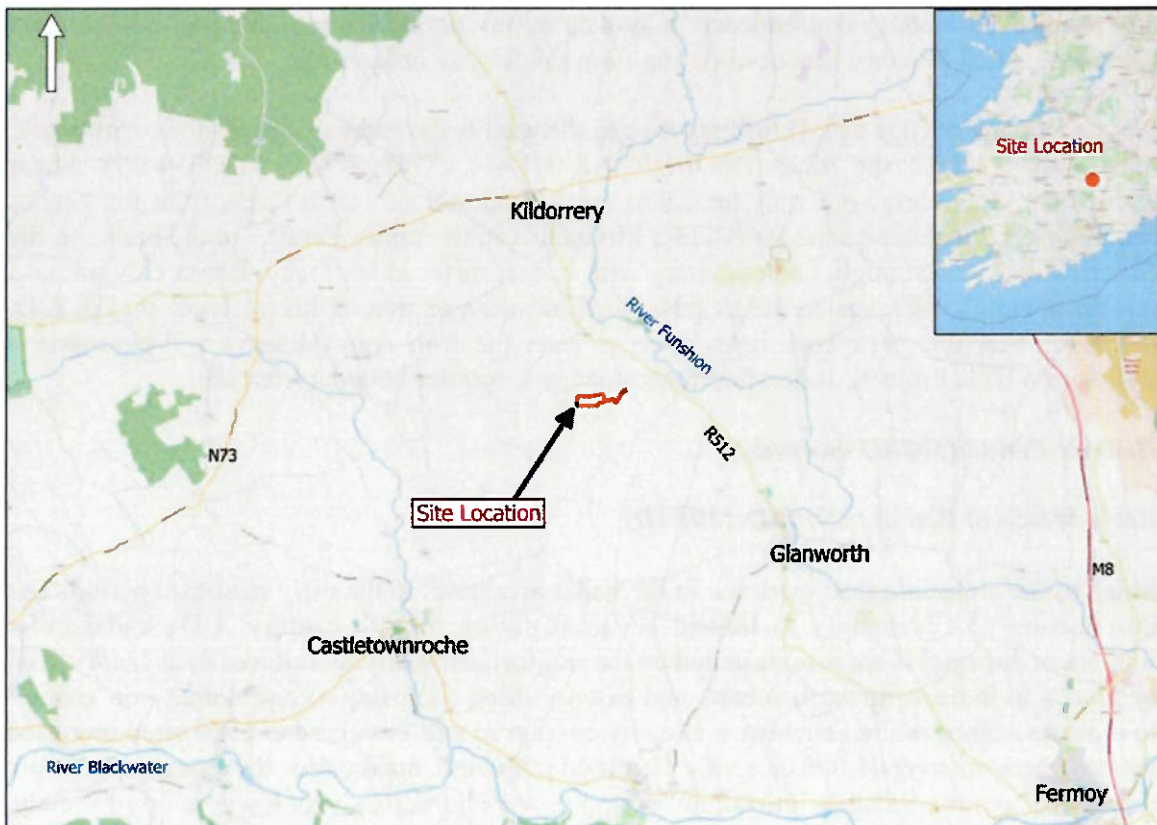 Site Location
Kildorrery
River Funshion
N73
R512
Site Location
Glanworth
M8
Castletownroche
River Blackwater
Fermoy